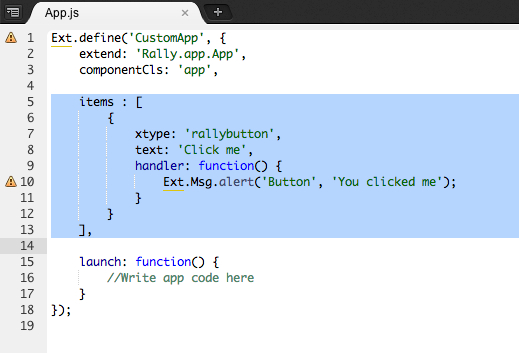 App.js
1 Ext.define('CustomApp', {
2     extend: 'Rally.app.App',
3     componentCls: 'app',
4
5     items : [
6         {
7             xtype: 'rallybutton',
8             text: 'Click me',
9             handler: function() {
10                 Ext.Msg.alert('Button', 'You clicked me');
11             }
12         }
13     ],
14
15     launch: function() {
16         //Write app code here
17     }
18 });
19